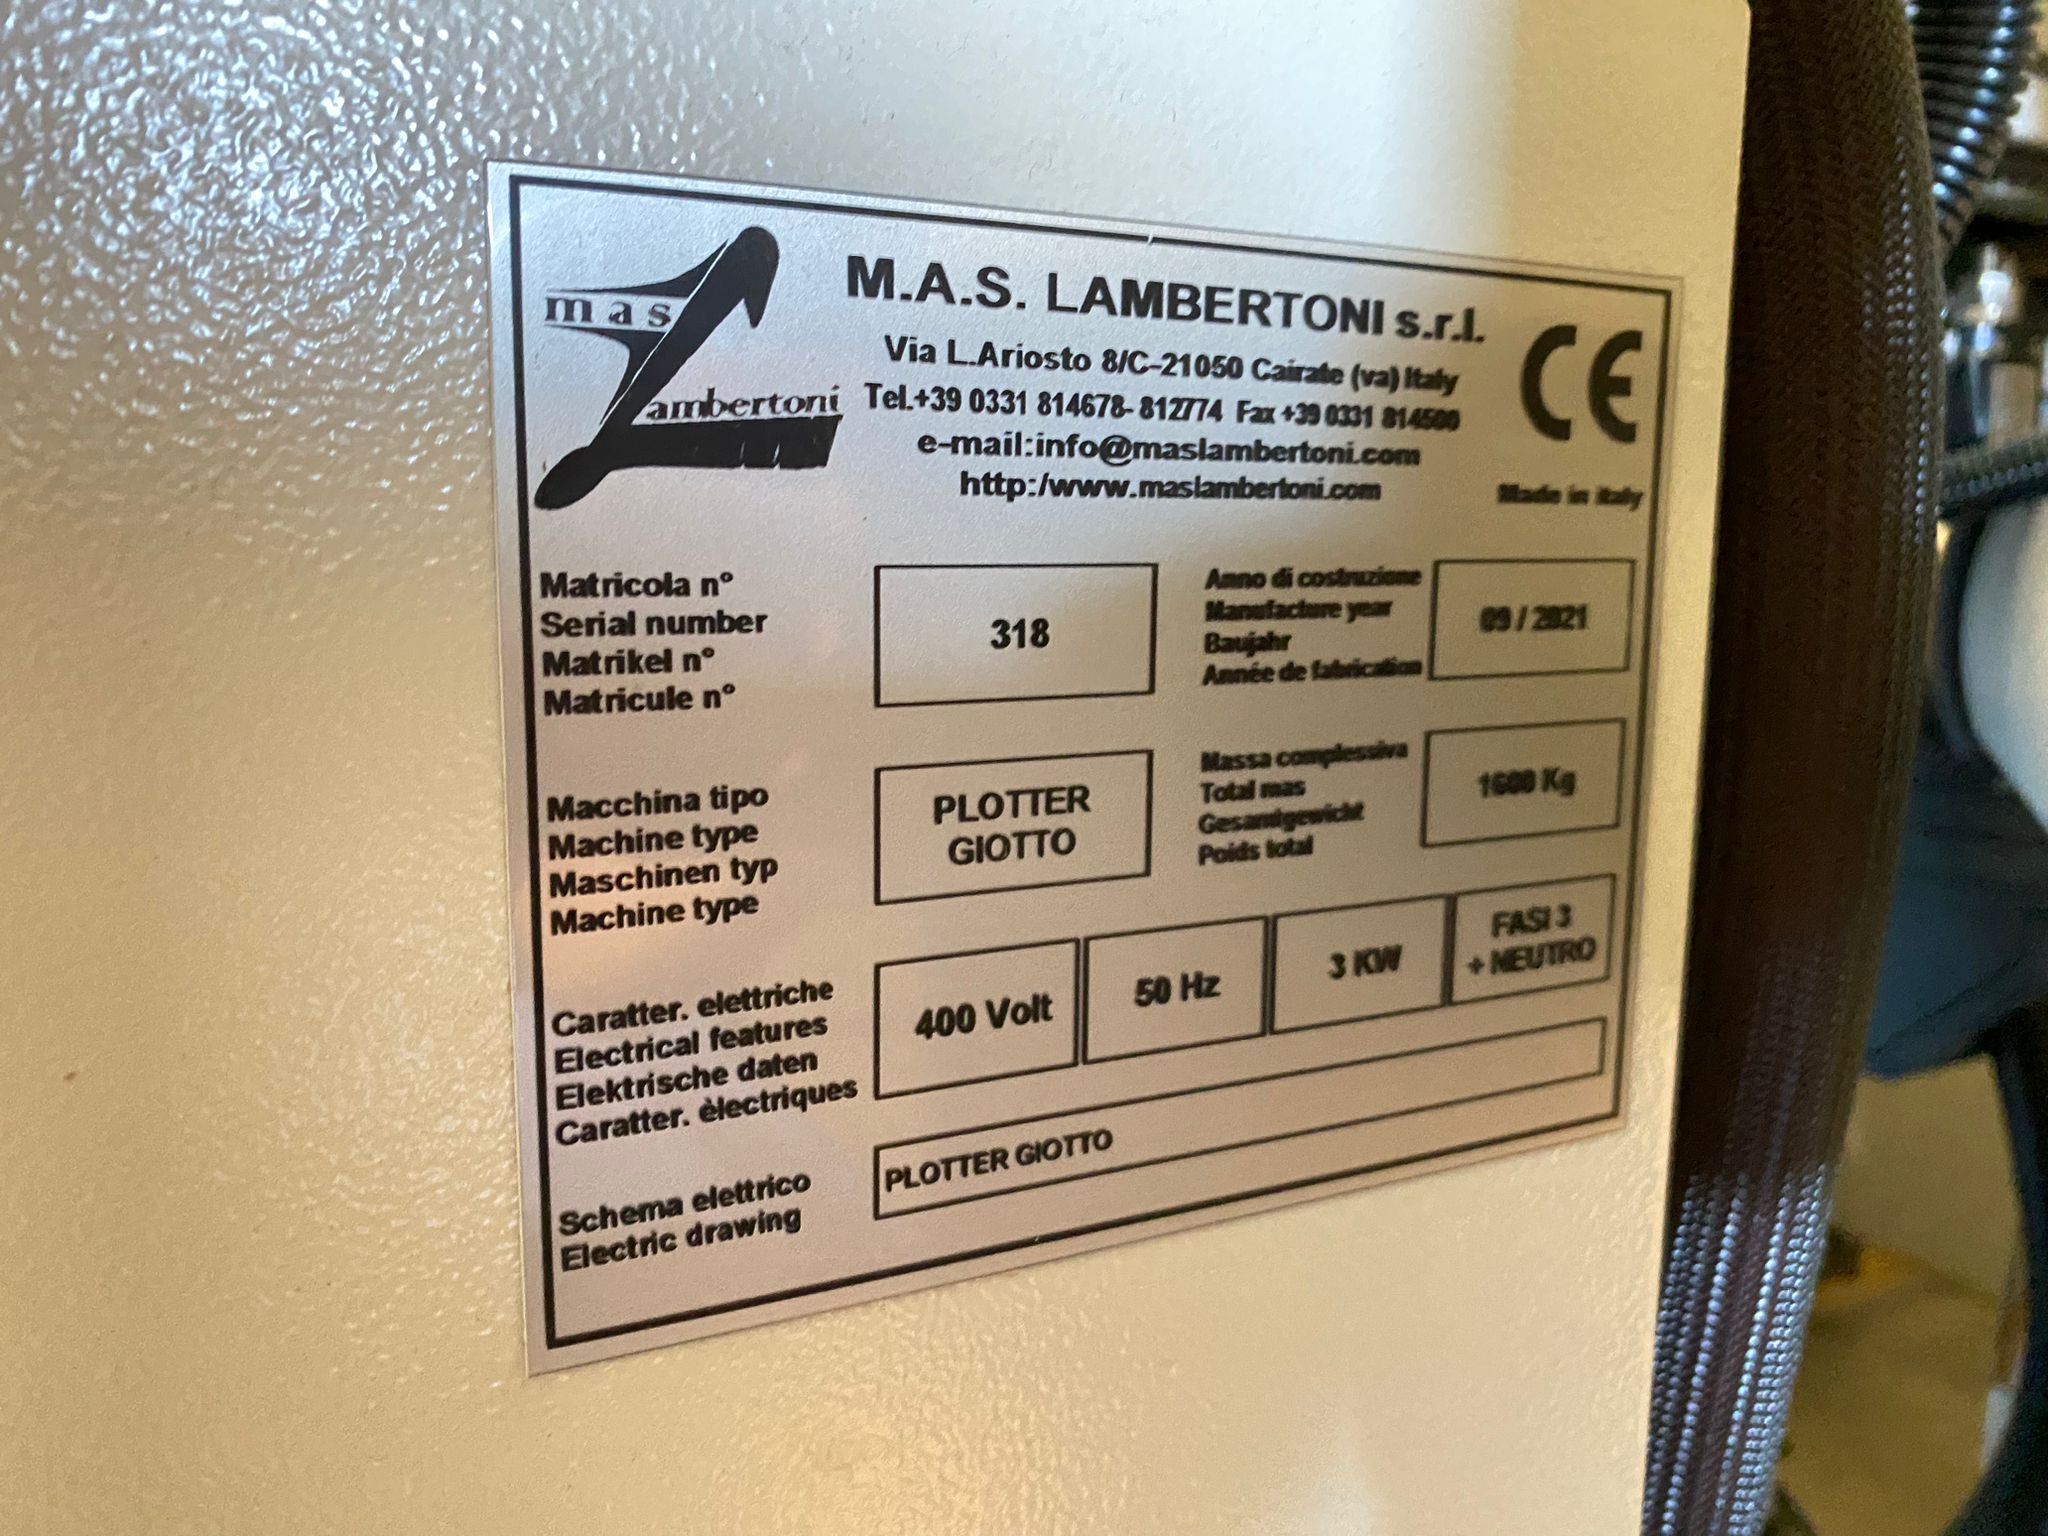 mas
Lambertoni
M.A.S. LAMBERTONI s.r.l.
Via L.Ariosto 8/C-21050 Cairate (va) Italy
Tel.+39 0331 814678- 812774 Fax +39 0331 814500
e-mail:info@maslambertoni.com
http:/www.maslambertoni.com
CE
Made in italy
Matricola n°
Serial number
Matrikel n°
Matricule n°
318
Anno di costruzione
Manufacture year
Baujahr
Année de fabrication
09 / 2021
Macchina tipo
Machine type
Maschinen typ
Machine type
PLOTTER
GIOTTO
Massa complessiva
Total mas
Gesamtgewicht
Poids total
Kg
Caratter. elettriche
Electrical features
Elektrische daten
Caratter. èlectriques
400 Volt
50 Hz
3 KW
FASI 3
+ NEUTRO
Schema elettrico
Electric drawing
PLOTTER GIOTTO